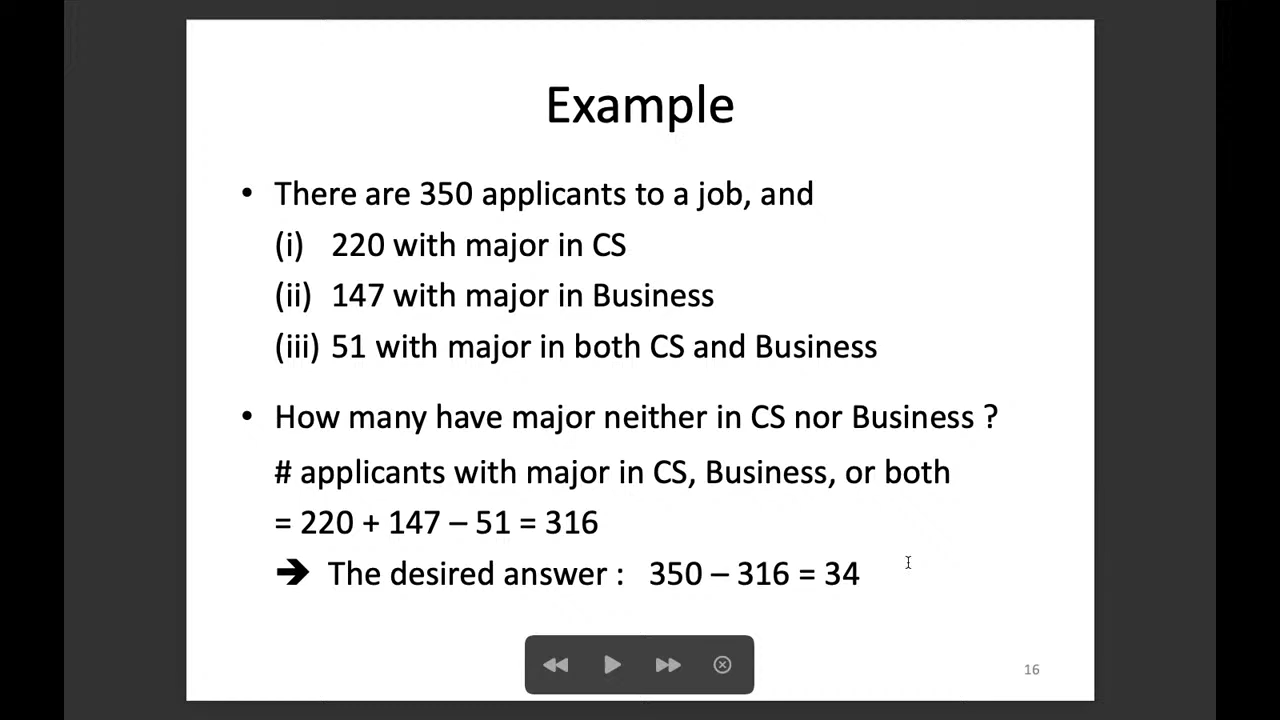 Example
• There are 350 applicants to a job, and
(i) 220 with major in CS
(ii) 147 with major in Business
(iii) 51 with major in both CS and Business
• How many have major neither in CS nor Business ?
# applicants with major in CS, Business, or both
= 220 + 147 – 51 = 316
➔ The desired answer : 350 – 316 = 34
16